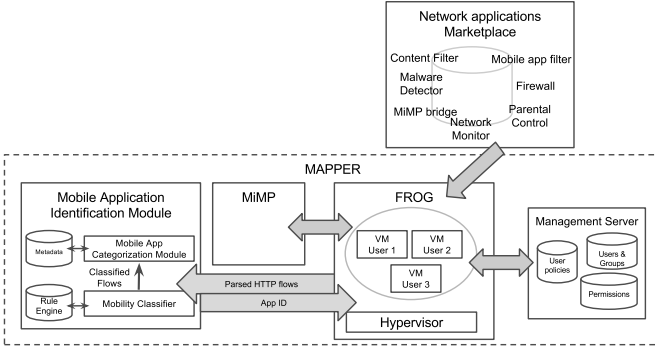 Network applications
Marketplace
Content Filter
Mobile app filter
Malware
Detector
Firewall
MiMP bridge
Parental
Control
Network
Monitor
MAPPER
Mobile Application
Identification Module
MiMP
FROG
Management Server
Metadata
Mobile App
Categorization Module
Classified
Flows
Rule
Engine
Mobility Classifier
Parsed HTTP flows
App ID
VM
User 1
VM
User 2
VM
User 3
Hypervisor
User
policies
Users &
Groups
Permissions